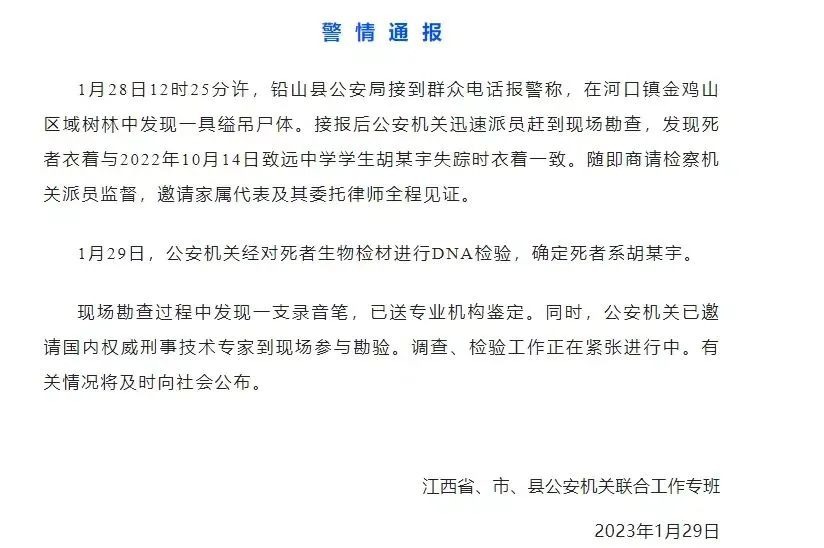 警情通报
1月28日12时25分许，铅山县公安局接到群众电话报警称，在河口镇金鸡山
区域树林中发现一具缢吊尸体。接报后公安机关迅速派员赶到现场勘查，发现死
者衣着与2022年10月14日致远中学学生胡某宇失踪时衣着一致。随即商请检察机
关派员监督，邀请家属代表及其委托律师全程见证。
1月29日，公安机关经对死者生物检材进行DNA检验，确定死者系胡某宇。
现场勘查过程中发现一支录音笔，已送专业机构鉴定。同时，公安机关已邀
请国内权威刑事技术专家到现场参与勘验。调查、检验工作正在紧张进行中。有
关情况将及时向社会公布。
江西省、市、县公安机关联合工作专班
2023年1月29日